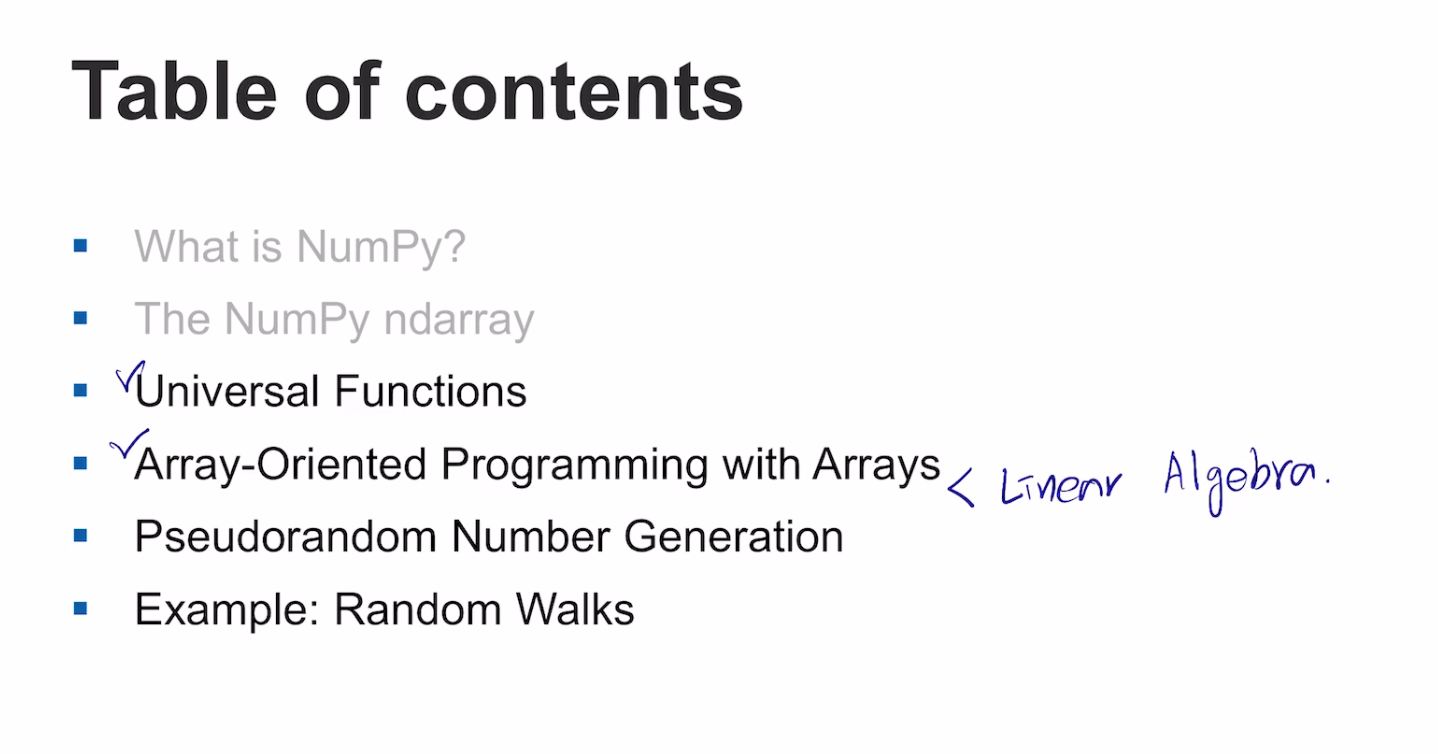 Table of contents
What is NumPy?
The NumPy ndarray
Universal Functions
Array-Oriented Programming with Arrays < Linear Algebra.
Pseudorandom Number Generation
Example: Random Walks